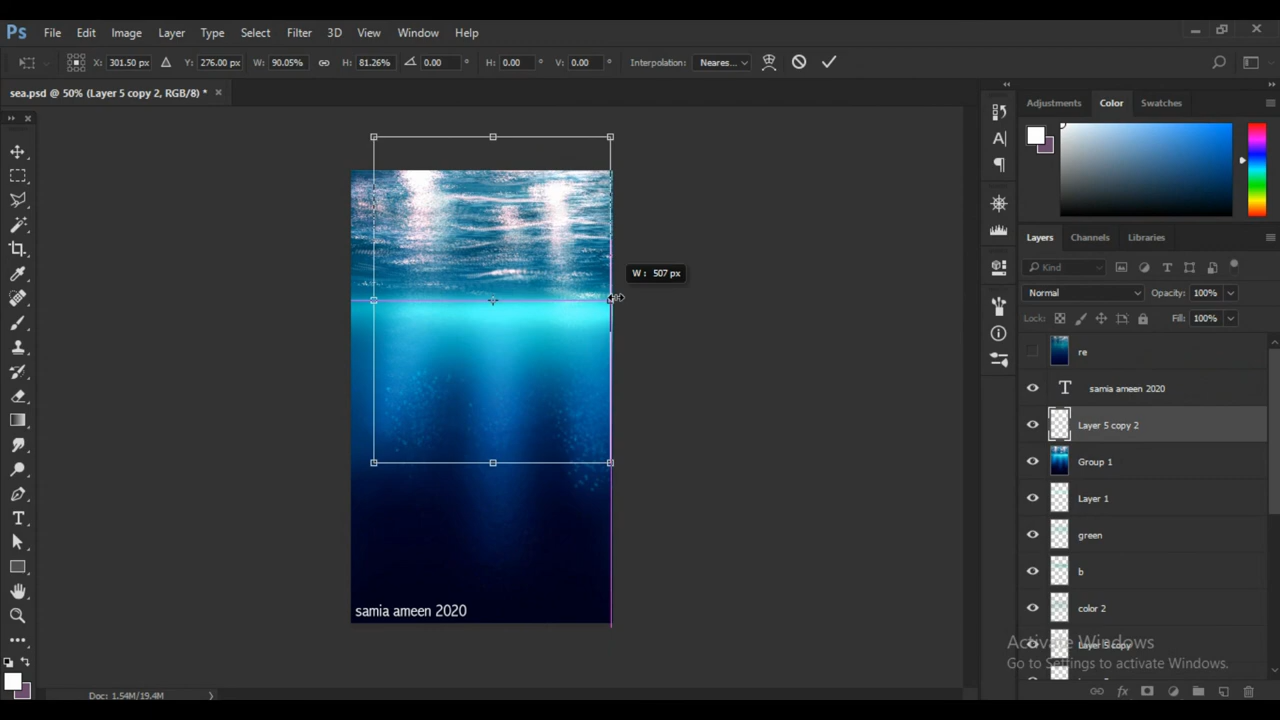 Ps File Edit Image Layer Type Select Filter 3D View Window Help
X: 301.50 px Y: 276.00 px W: 90.05% H: 81.26% 0.00 ° H: 0.00 ° V: 0.00 ° Interpolation: Neares...
sea.psd @ 50% (Layer 5 copy 2, RGB/8) * ×
Adjustments Color Swatches
W : 507 px
Layers Channels Libraries
Kind
Normal Opacity: 100%
Lock: Fill: 100%
re
samia ameen 2020
Layer 5 copy 2
Group 1
Layer 1
green
b
color 2
Layer 5 copy
samia ameen 2020
Activate Windows
Go to Settings to activate Windows.
Doc: 1.54M/19.4M